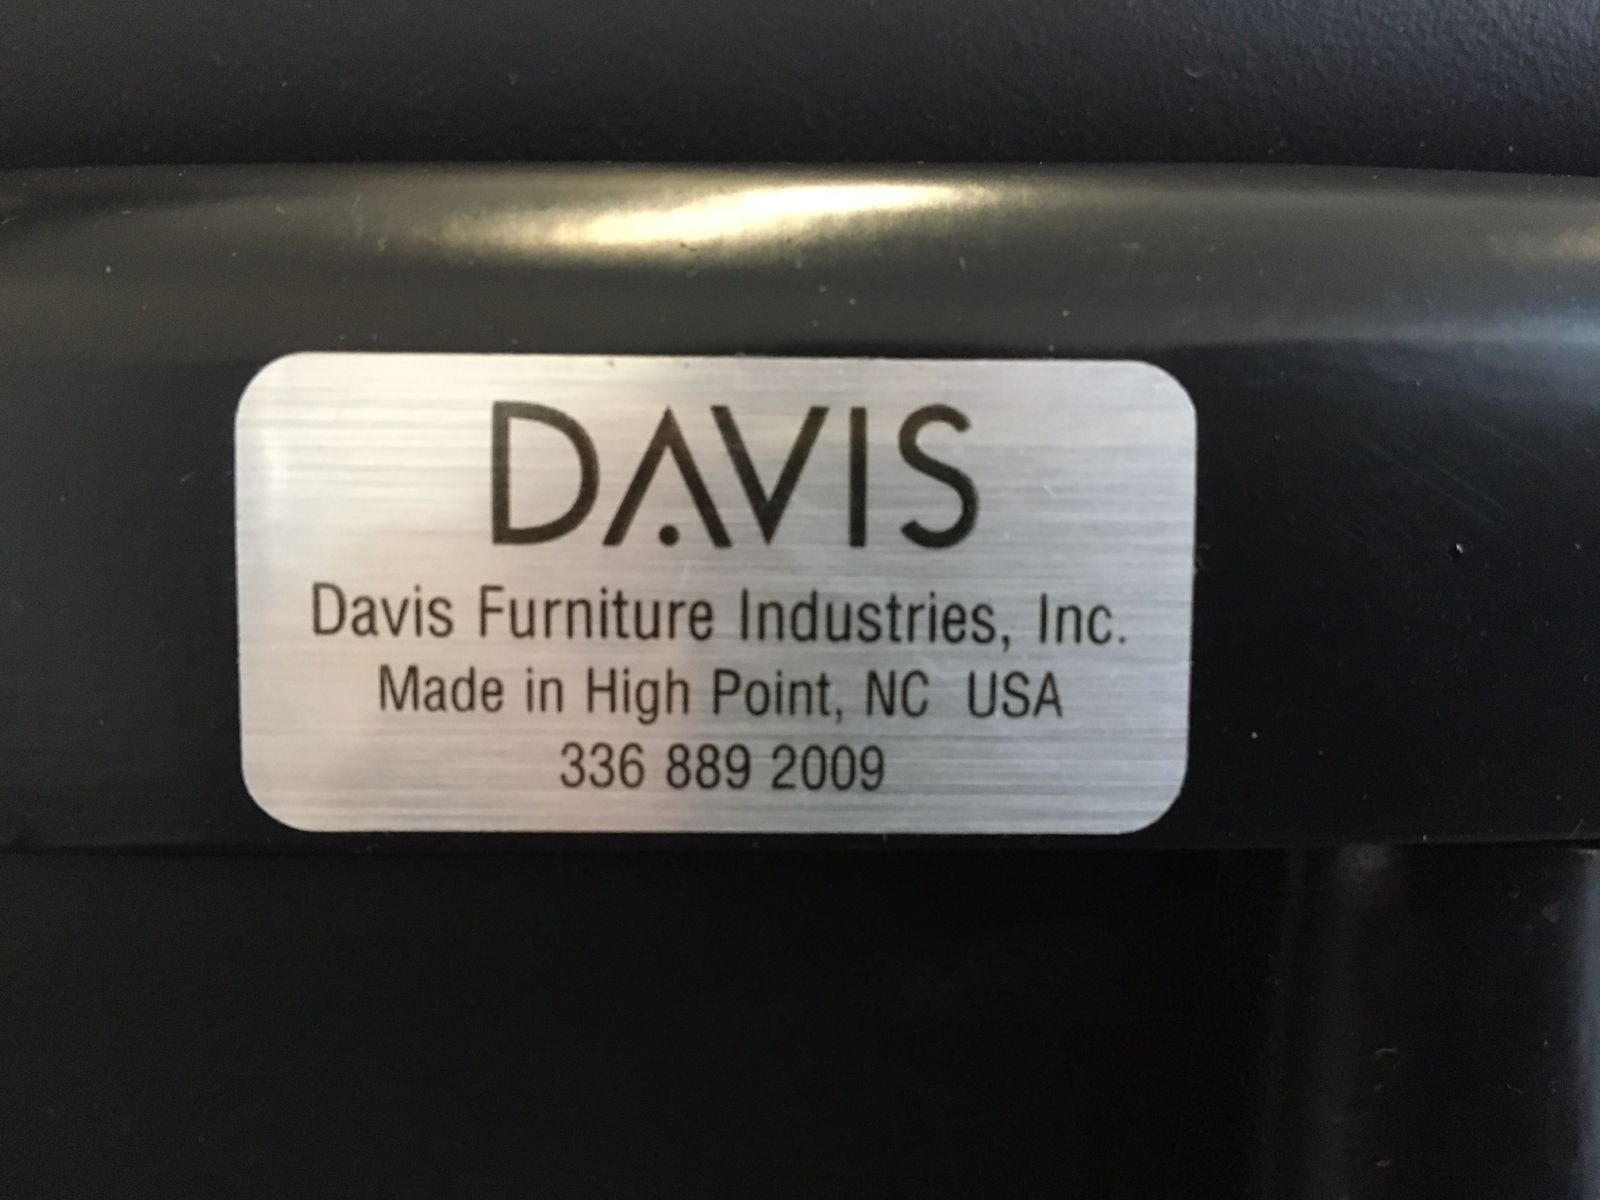 DAVIS
Davis Furniture Industries, Inc.
Made in High Point, NC USA
336 889 2009